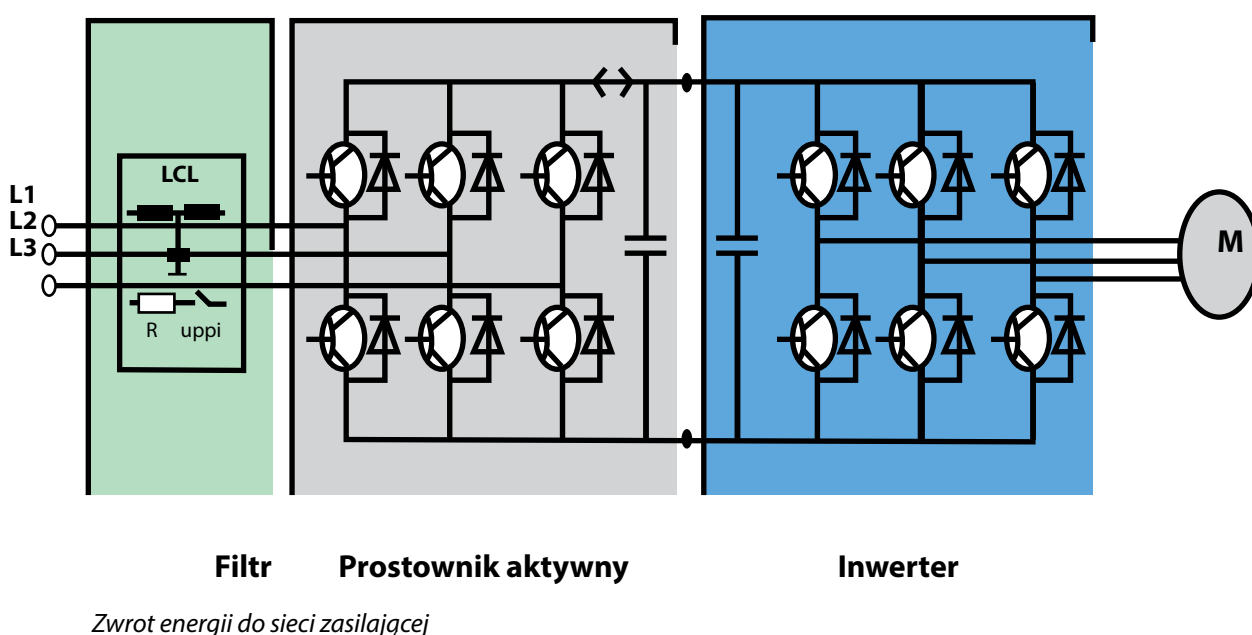 LCL
L1
L2
L3
M
R uppi
Filtr Prostownik aktywny Inwerter
Zwrot energii do sieci zasilającej